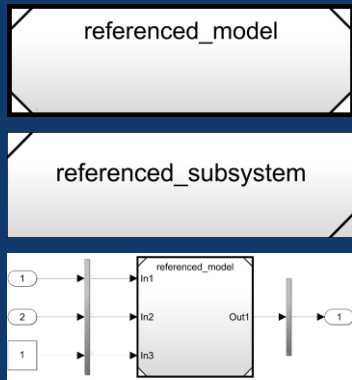 referenced_model
referenced_subsystem
referenced_model
1 In1
2 In2 Out1 1
1 In3